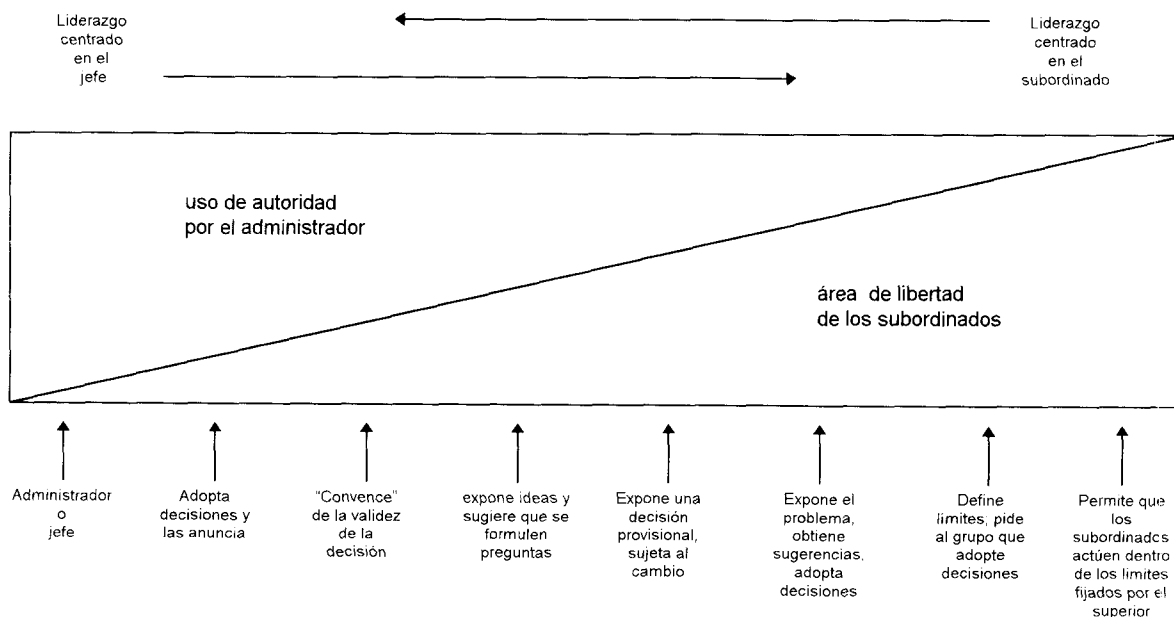 Liderazgo
centrado
en el
jefe
Liderazgo
centrado
en el
subordinado
uso de autoridad
por el administrador
área de libertad
de los subordinados
Administrador
o
jefe
Adopta
decisiones y
las anuncia
"Convence"
de la validez
de la
decisión
expone ideas y
sugiere que se
formulen
preguntas
Expone una
decisión
provisional,
sujeta al
cambio
Expone el
problema,
obtiene
sugerencias,
adopta
decisiones
Define
limites; pide
al grupo que
adopte
decisiones
Permite que
los
subordinados
actúen dentro
de los limites
fijados por el
superior